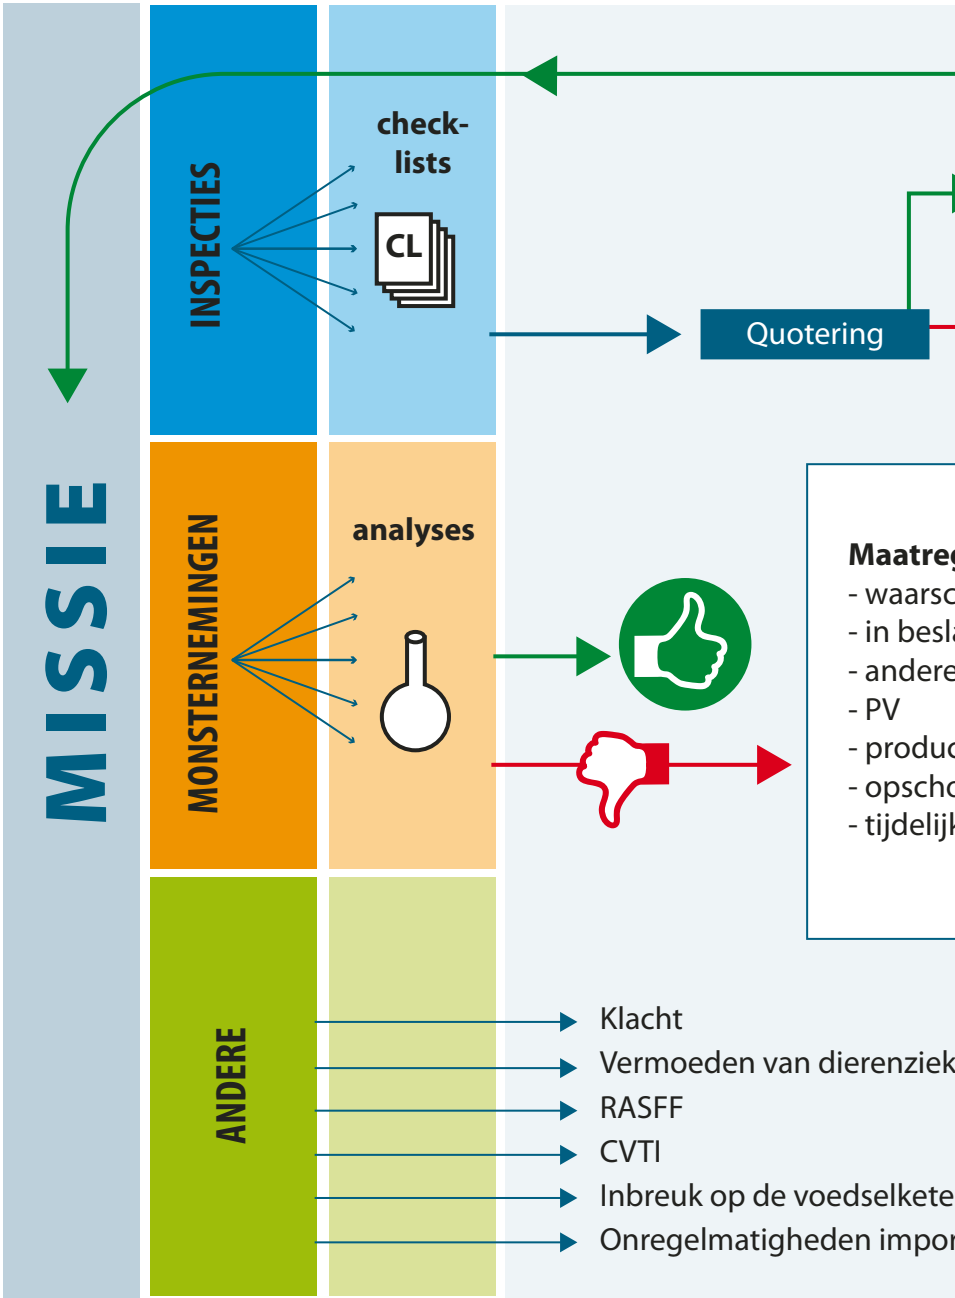 MISSIE
INSPECTIES
check-
lists
CL
Quotering
MONSTERNEMINGEN
analyses
Maatreg
- waarsc
- in besla
- andere
- PV
- produc
- opscho
- tijdelijk
ANDERE
Klacht
Vermoeden van dierenziek
RASFF
CVTI
Inbreuk op de voedselkete
Onregelmatigheden impor